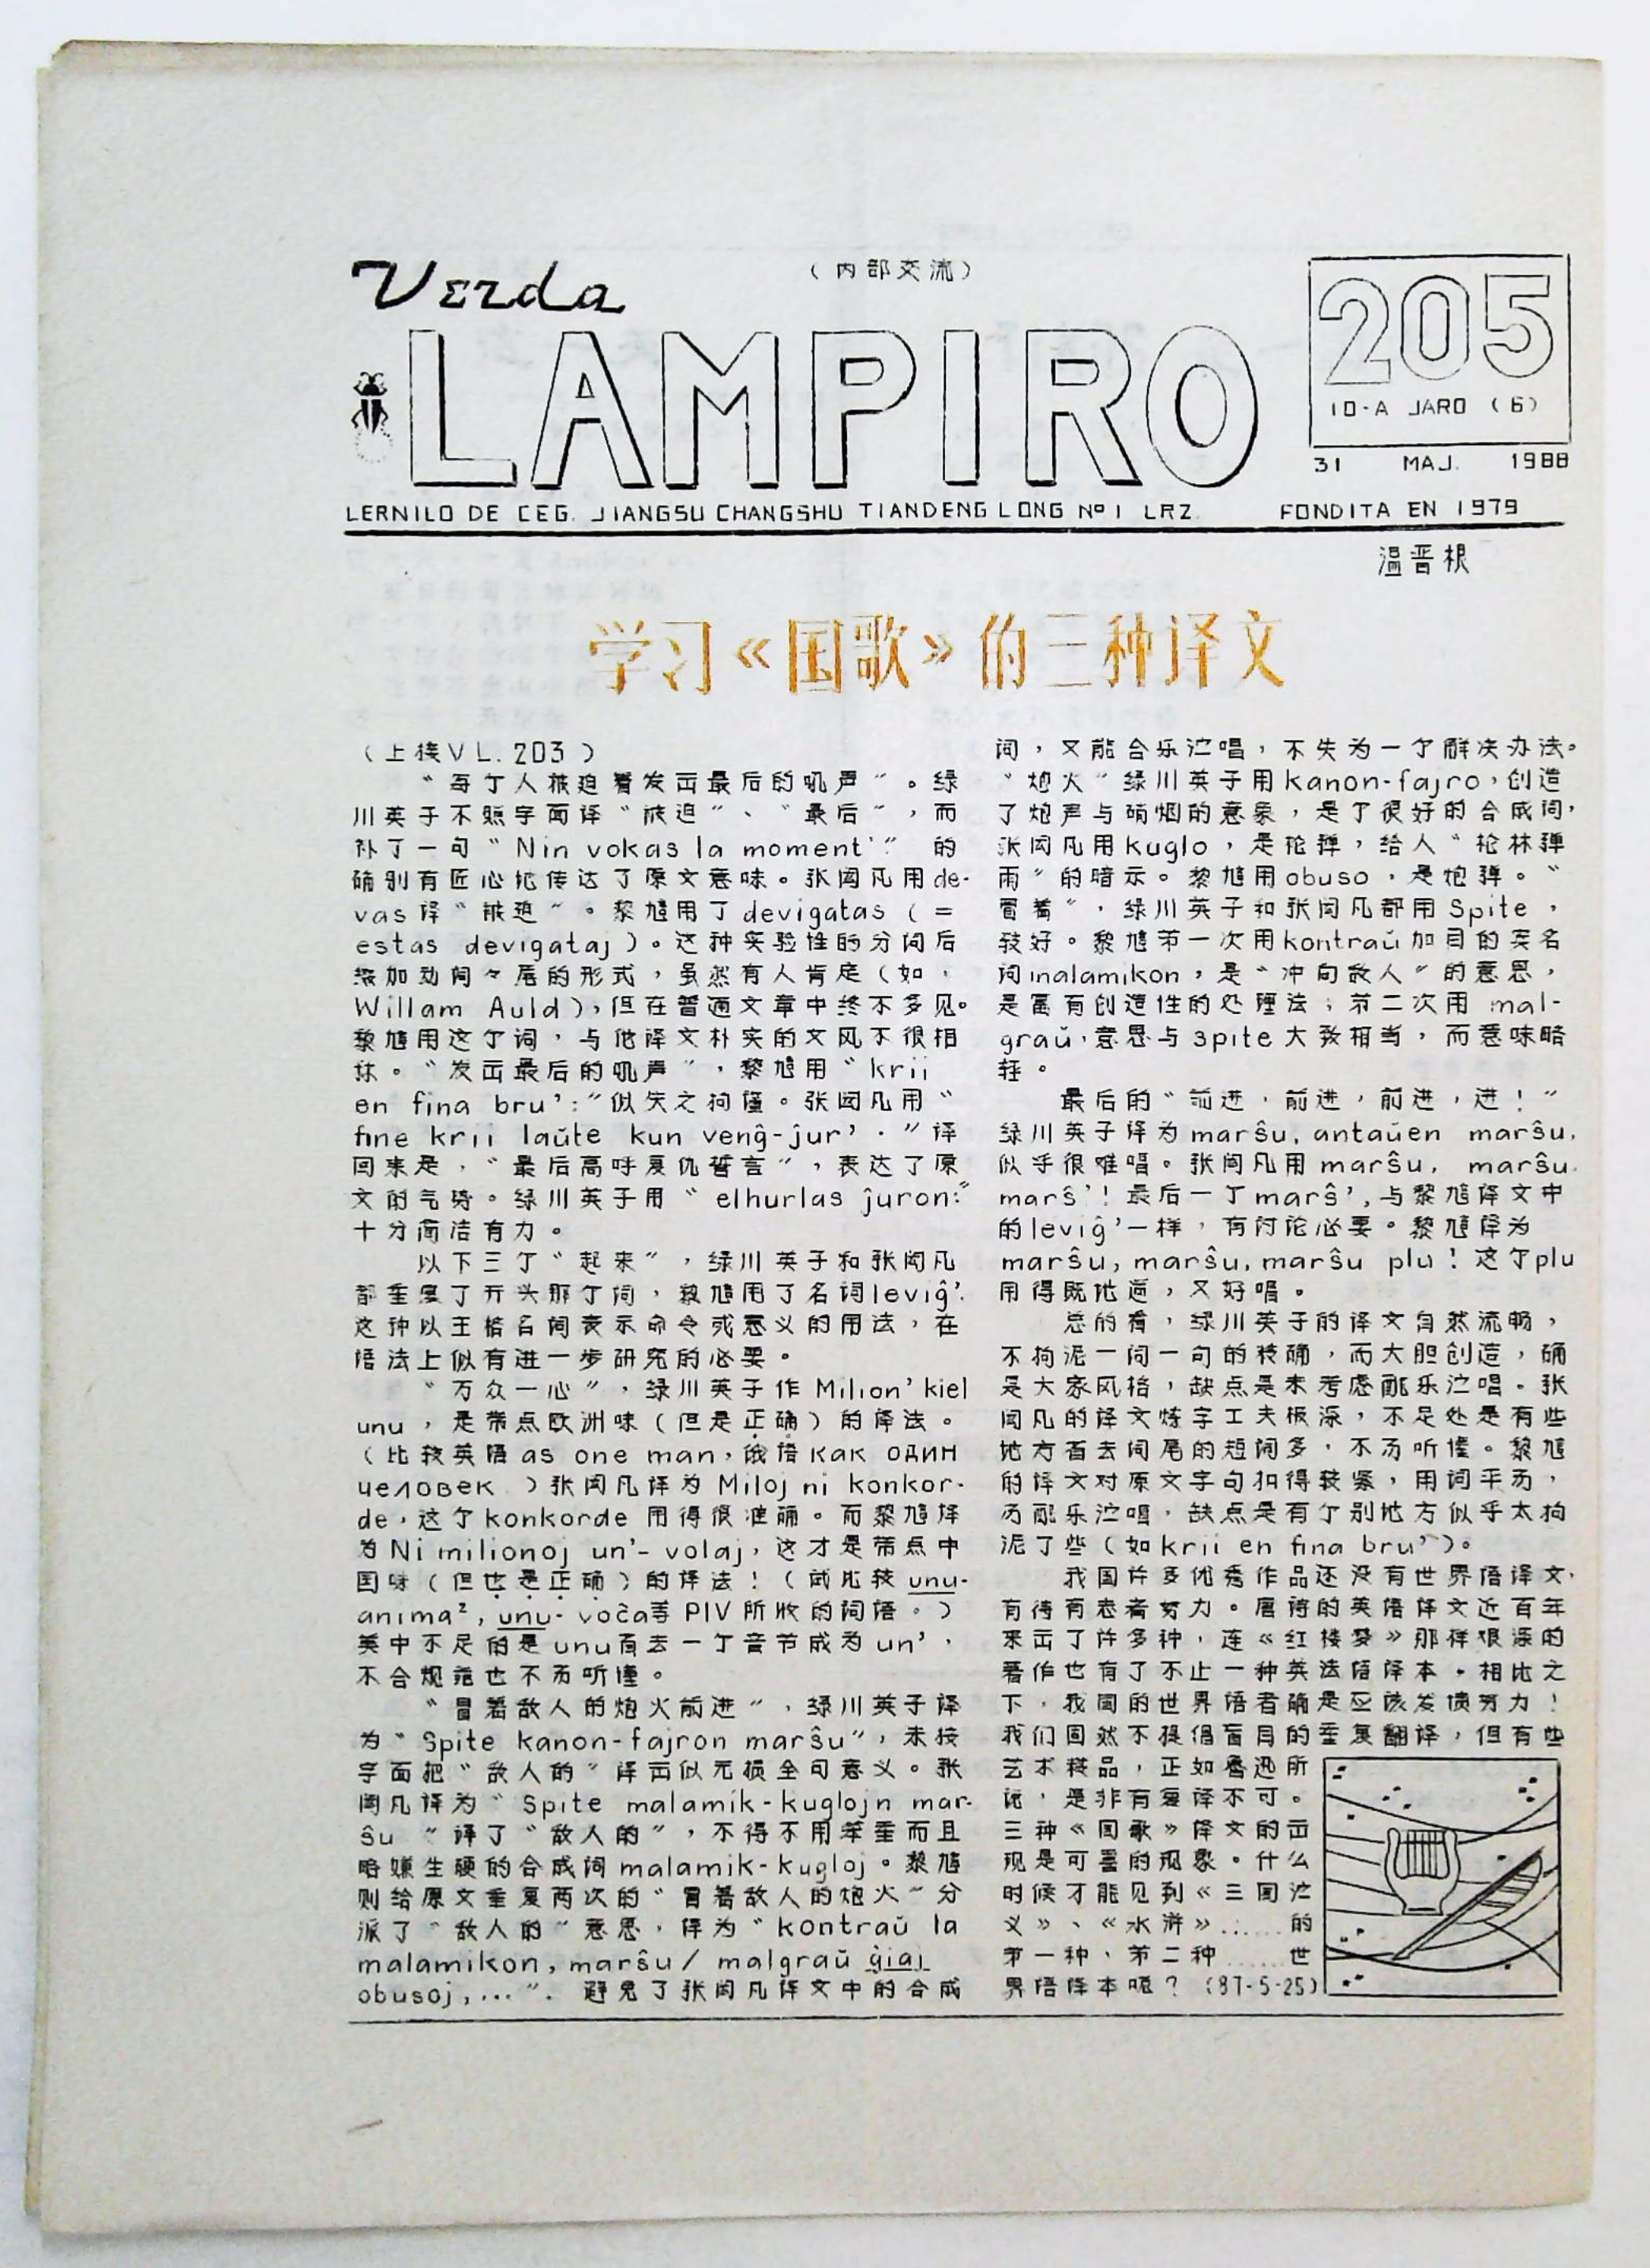 Verda
（内部交流）
LAMPIRO
205
10-A JARO (6)
31 MAJ. 1988
LERNILO DE CEG. JIANGSU CHANGSHU TIANDENG LONG Nº1 LRZ. FONDITA EN 1979
温晋根
学习《国歌》的三种译文
（上接VL. 203）
“每个人被迫着发出最后的吼声”。绿
川英子不照字面译“被迫”、“最后”，而
补了一句“Nin vokas la moment'” 的
确别有匠心地传达了原文意味。张闳凡用de-
vas译“被迫”。黎旭用了devigatas（=
estas devigataj）。这种实验性的分词后
缀加动词々尾的形式，虽然有人肯定（如，
Willam Auld），但在普通文章中终不多见。
黎旭用这个词，与他译文朴实的文风不很相
抹。“发出最后的吼声”，黎旭用“krii
en fina bru':”似失之拘谨。张闳凡用“
fine krii laŭte kun venĝ-ĵur'.”译
回来是，“最后高呼复仇誓言”，表达了原
文的气势。绿川英子用“elhurlas ĵuron:”
十分简洁有力。
以下三个“起来”，绿川英子和张闳凡
都重复了开头那个词，黎旭用了名词leviĝ'.
这种以主格名词表示命令或意义的用法，在
语法上似有进一步研究的必要。
“万众一心”，绿川英子作Milion' kiel
unu，是带点欧洲味（但是正确）的译法。
（比较英语as one man，俄语как один
человек）张闳凡译为Miloj ni konkor-
de，这个konkorde用得很准确。而黎旭译
为Ni milionoj un'-volaj，这才是带点中
国味（但也是正确）的译法！（试比较unu-
anima², unu-voĉa等PIV所收的词语。）
美中不足的是unu省去一个音节成为un'，
不合规范也不易听懂。
“冒着敌人的炮火前进”，绿川英子译
为“Spite kanon-fajron marŝu”，未按
字面把“敌人的”译出似无损全句意义。张
闳凡译为“Spite malamik-kuglojn mar-
ŝu”译了“敌人的”，不得不用笨重而且
略嫌生硬的合成词malamik-kugloj。黎旭
则给原文重复两次的“冒着敌人的炮火”分
派了“敌人的”意思，译为“kontraŭ la
malamikon, marŝu / malgraŭ ĝiaj
obusoj,...”. 避免了张闳凡译文中的合成
词，又能合乐泣唱，不失为一个解决办法。
“炮火”绿川英子用kanon-fajro，创造
了炮声与硝烟的意象，是个很好的合成词，
张闳凡用kuglo，是枪弹，给人“枪林弹
雨”的暗示。黎旭用obuso，是炮弹。“
冒着”，绿川英子和张闳凡都用Spite，
较好。黎旭第一次用kontraŭ加目的宾名
词malamikon，是“冲向敌人”的意思，
是富有创造性的处理法；第二次用mal-
graŭ，意思与spite大致相当，而意味略
轻。
最后的“前进，前进，前进，进！”
绿川英子译为marŝu, antaŭen marŝu,
似乎很难唱。张闳凡用marŝu, marŝu,
marŝ'！最后一个marŝ'，与黎旭译文中
的leviĝ'一样，有讨论必要。黎旭译为
marŝu, marŝu, marŝu plu！这个plu
用得既地道，又好唱。
总的看，绿川英子的译文自然流畅，
不拘泥一词一句的精确，而大胆创造，确
是大家风格，缺点是未考虑配乐泣唱。张
闳凡的译文炼字工夫极深，不足处是有些
地方省去词尾的短词多，不易听懂。黎旭
的译文对原文字句扣得较紧，用词平易，
易配乐泣唱，缺点是有个别地方似乎太拘
泥了些（如krii en fina bru'）。
我国许多优秀作品还没有世界语译文，
有待有志者努力。唐诗的英语译文近百年
来出了许多种，连《红楼梦》那样艰深的
著作也有了不止一种英法语译本。相比之
下，我国的世界语者确是应该发愤努力！
我们固然不提倡盲目的重复翻译，但有些
艺术精品，正如鲁迅所
说，是非有复译不可。
三种《国歌》译文的出
现是可喜的现象。什么
时候才能见到《三国泣
义》、《水浒》……的
第一种、第二种……世
界语译本呢？（87-5-25）